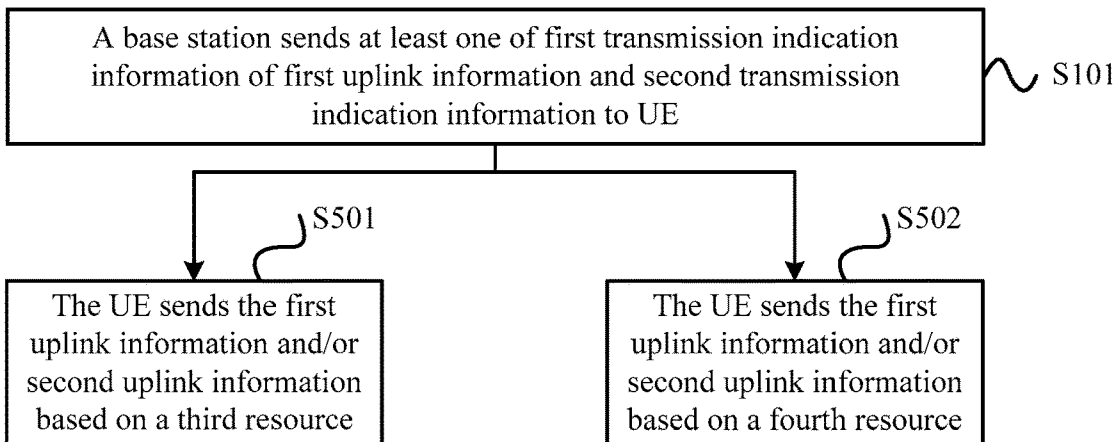 A base station sends at least one of first transmission indication
information of first uplink information and second transmission
indication information to UE
S101
S501
S502
The UE sends the first
uplink information and/or
second uplink information
based on a third resource
The UE sends the first
uplink information and/or
second uplink information
based on a fourth resource